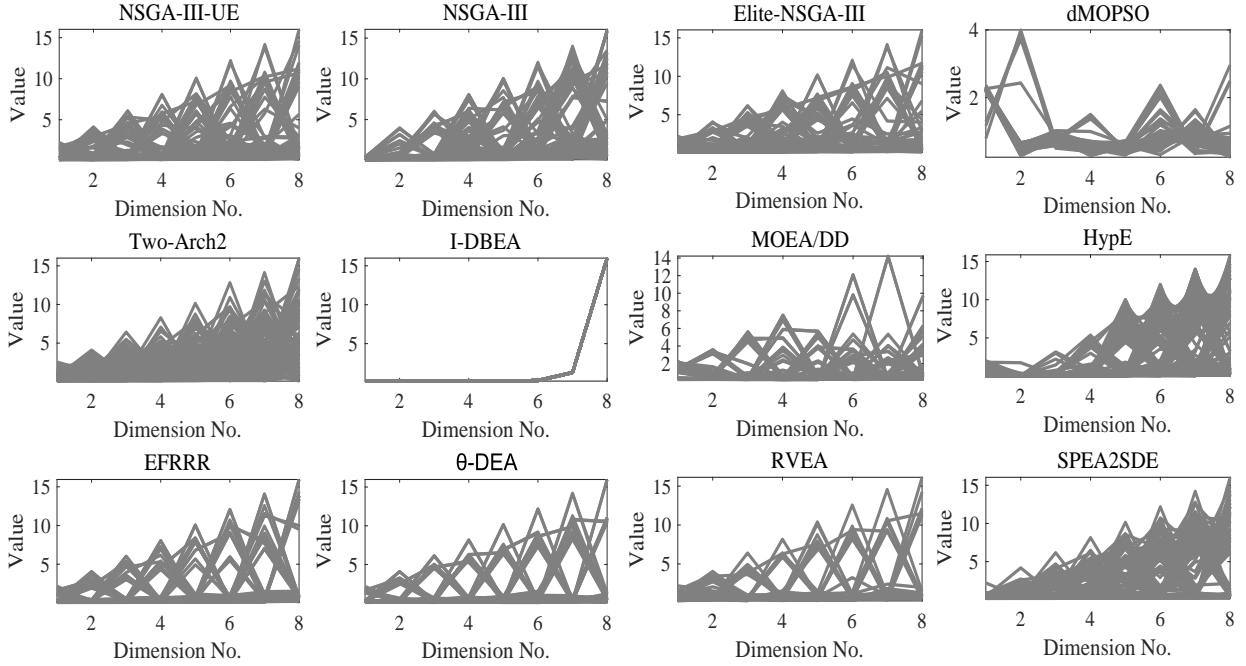 NSGA-III-UE
NSGA-III
Elite-NSGA-III
dMOPSO
Value
15
10
5
2 4 6 8
Dimension No.
Value
15
10
5
2 4 6 8
Dimension No.
Value
15
10
5
2 4 6 8
Dimension No.
Value
4
2
2 4 6 8
Dimension No.
Two-Arch2
I-DBEA
MOEA/DD
HypE
Value
15
10
5
2 4 6 8
Dimension No.
Value
15
10
5
2 4 6 8
Dimension No.
Value
14
12
10
8
6
4
2
2 4 6 8
Dimension No.
Value
15
10
5
2 4 6 8
Dimension No.
EFRRR
θ-DEA
RVEA
SPEA2SDE
Value
15
10
5
2 4 6 8
Dimension No.
Value
15
10
5
2 4 6 8
Dimension No.
Value
15
10
5
2 4 6 8
Dimension No.
Value
15
10
5
2 4 6 8
Dimension No.